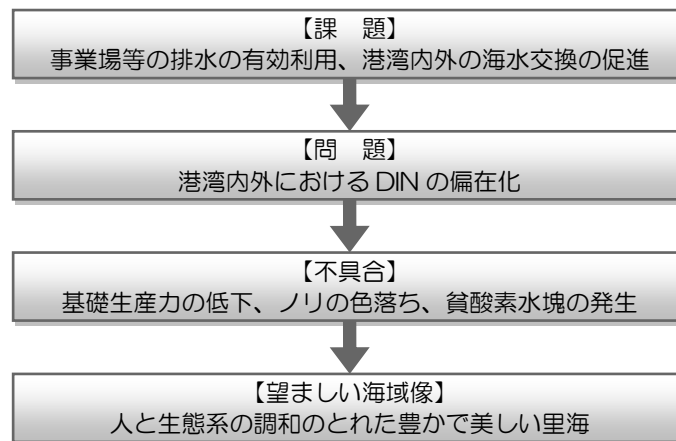 【課　題】
事業場等の排水の有効利用、港湾内外の海水交換の促進
【問　題】
港湾内外における DIN の偏在化
【不具合】
基礎生産力の低下、ノリの色落ち、貧酸素水塊の発生
【望ましい海域像】
人と生態系の調和のとれた豊かで美しい里海